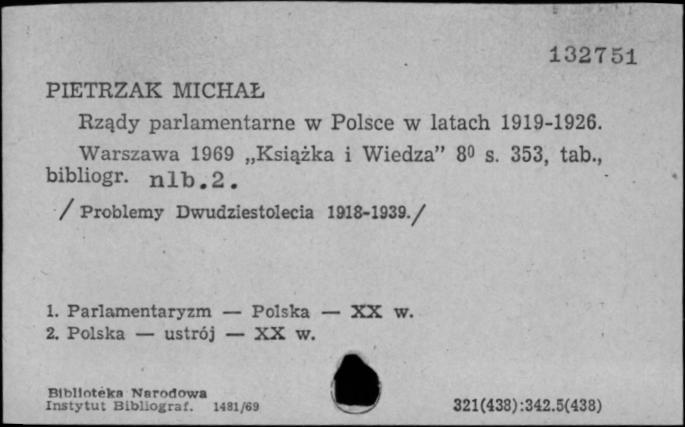 132751
PIETRZAK MICHAŁ
Rządy parlamentarne w Polsce w latach 1919-1926.
Warszawa 1969 „Książka i Wiedza” 8⁰ s. 353, tab.,
bibliogr. nlb.2.
/ Problemy Dwudziestolecia 1918-1939./
1. Parlamentaryzm — Polska — XX w.
2. Polska — ustrój — XX w.
Biblioteka Narodowa
Instytut Bibliograf. 1481/69
321(438):342.5(438)